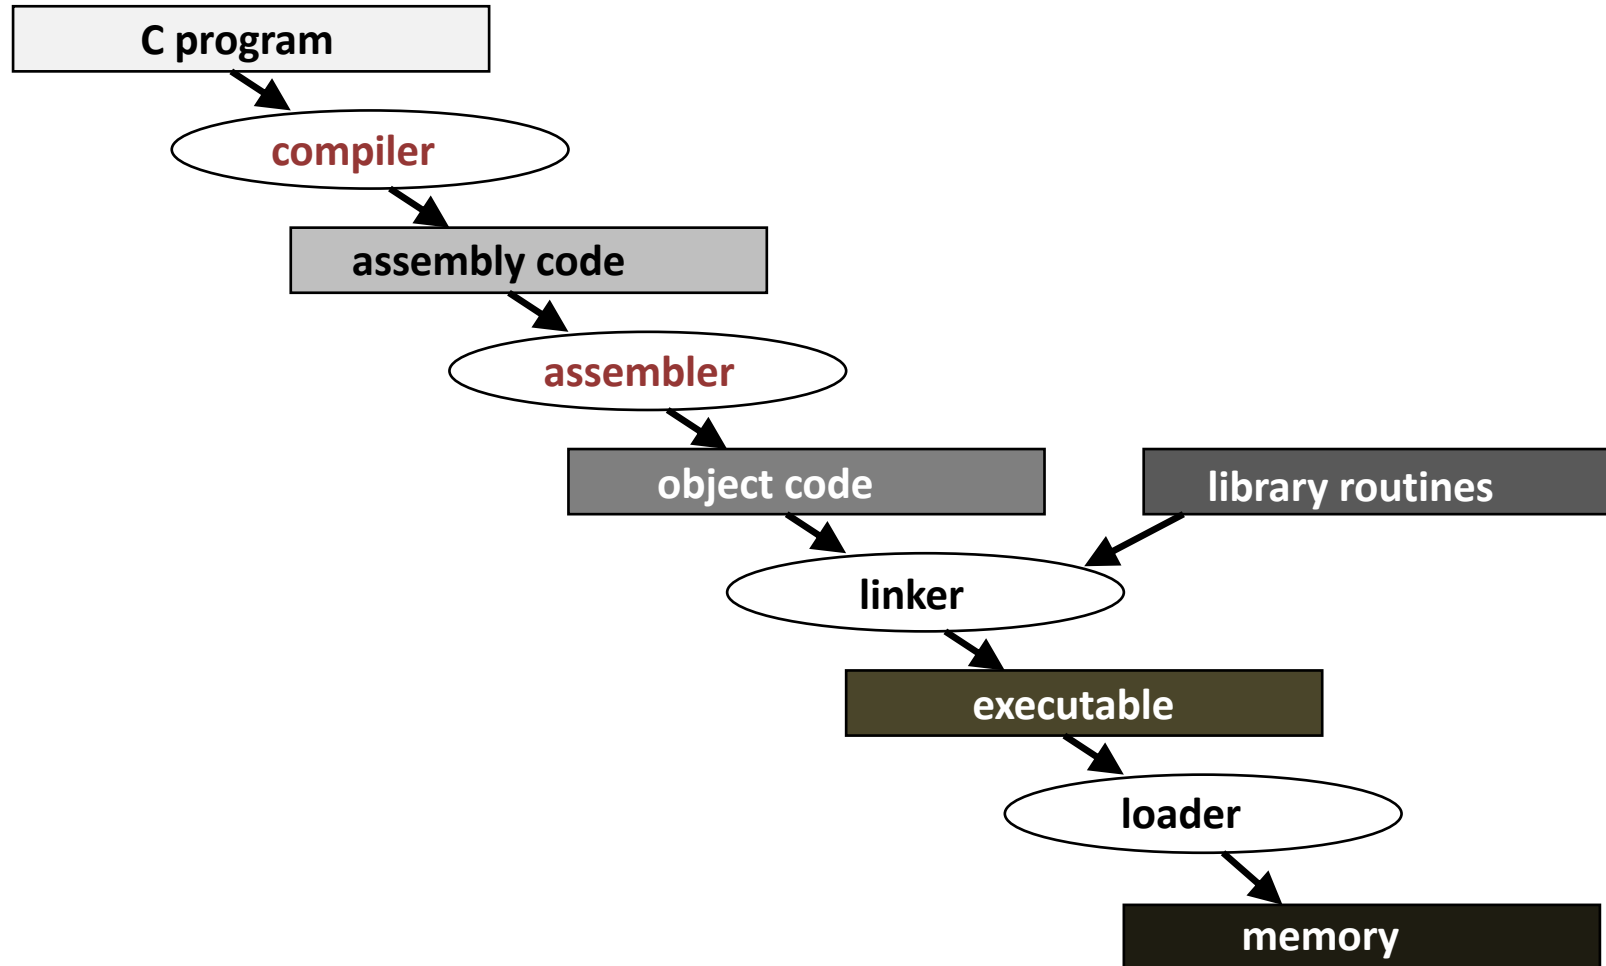 C program
compiler
assembly code
assembler
object code
library routines
linker
executable
loader
memory